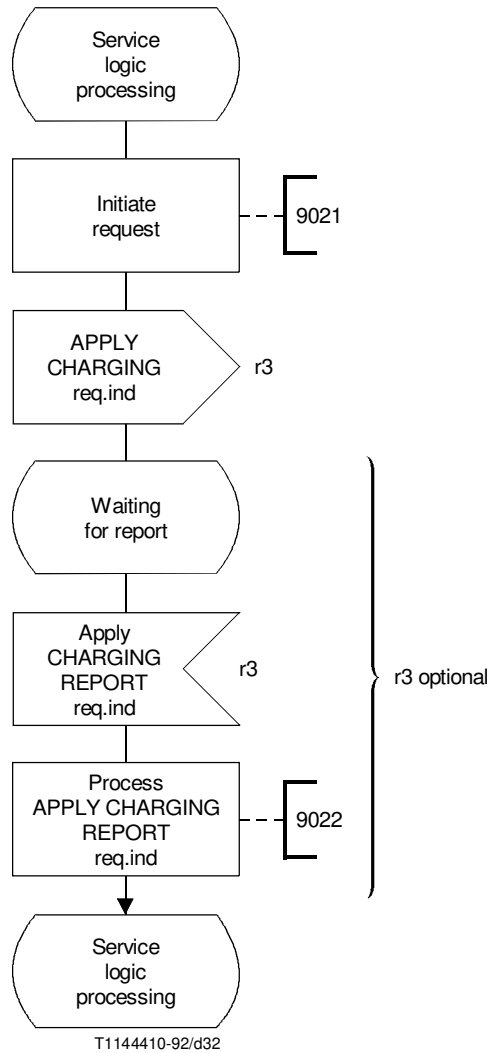 Service
logic
processing
Initiate
request
9021
APPLY
CHARGING
req.ind
r3
Waiting
for report
Apply
CHARGING
REPORT
req.ind
r3
r3 optional
Process
APPLY CHARGING
REPORT
req.ind
9022
Service
logic
processing
T1144410-92/d32